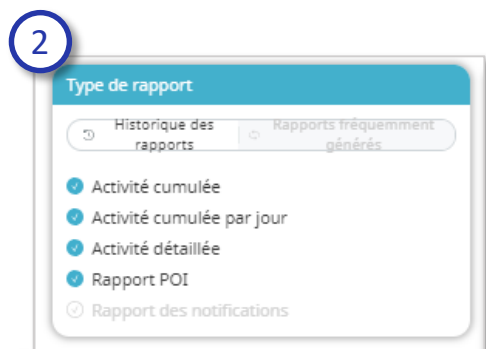 2
Type de rapport
Historique des
rapports
Rapports fréquemment
générés
Activité cumulée
Activité cumulée par jour
Activité détaillée
Rapport POI
Rapport des notifications